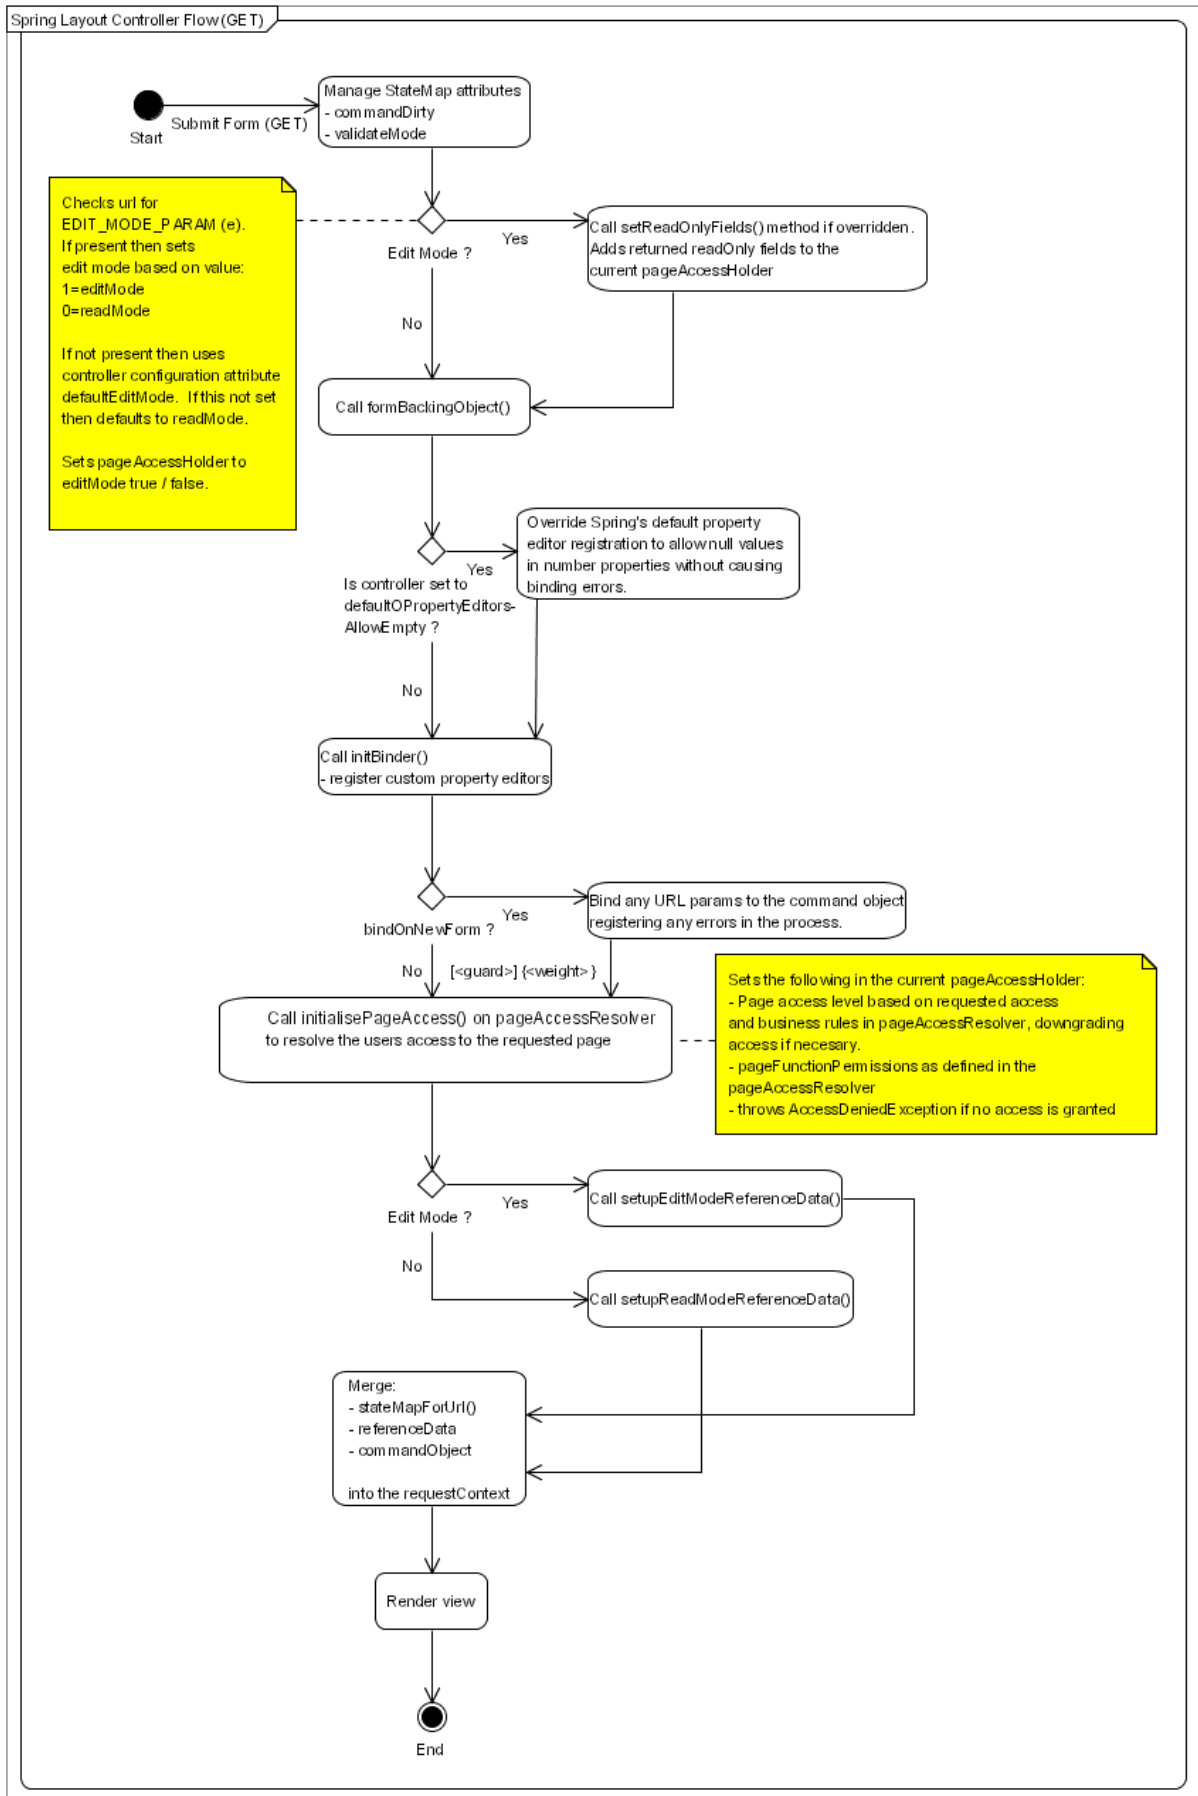 Spring Layout Controller Flow (GET)
Manage StateMap attributes
- commandDirty
- validateMode
Submit Form (GET)
Start
Checks url for
EDIT_MODE_PARAM (e).
If present then sets
edit mode based on value:
1=editMode
0=readMode
If not present then uses
controller configuration attribute
defaultEditMode. If this not set
then defaults to readMode.
Sets pageAccessHolder to
editMode true / false.
Edit Mode ?
Yes
Call setReadOnlyFields() method if overridden.
Adds returned readOnly fields to the
current pageAccessHolder
No
Call formBackingObject()
Override Spring's default property
editor registration to allow null values
in number properties without causing
binding errors.
Yes
Is controller set to
defaultOPropertyEditors-
AllowEmpty ?
No
Call initBinder()
- register custom property editors
Bind any URL params to the command object
registering any errors in the process.
Yes
bindOnNewForm ?
No
[<guard>] {<weight>}
Call initialisePageAccess() on pageAccessResolver
to resolve the users access to the requested page
Sets the following in the current pageAccessHolder:
- Page access level based on requested access
and business rules in pageAccessResolver, downgrading
access if necesary.
- pageFunctionPermissions as defined in the
pageAccessResolver
- throws AccessDeniedException if no access is granted
Edit Mode ?
Yes
Call setupEditModeReferenceData()
No
Call setupReadModeReferenceData()
Merge:
- stateMapForUrl()
- referenceData
- commandObject
into the requestContext
Render view
End